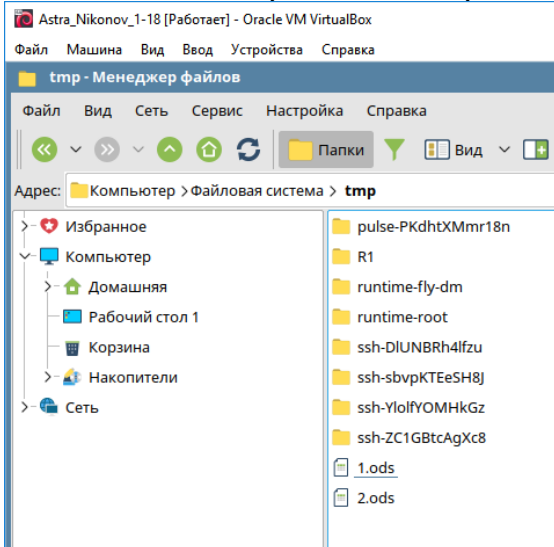 Astra_Nikonov_1-18 [Работает] - Oracle VM VirtualBox
Файл Машина Вид Ввод Устройства Справка
tmp - Менеджер файлов
Файл Вид Сеть Сервис Настройка Справка
Папки Вид
Адрес: Компьютер > Файловая система > tmp
Избранное
Компьютер
Домашняя
Рабочий стол 1
Корзина
Накопители
Сеть
pulse-PKdhtXMmr18n
R1
runtime-fly-dm
runtime-root
ssh-DlUNBRh4lfzu
ssh-sbvpKTEeSH8J
ssh-YlolfYOMHkGz
ssh-ZC1GBtcAgXc8
1.ods
2.ods